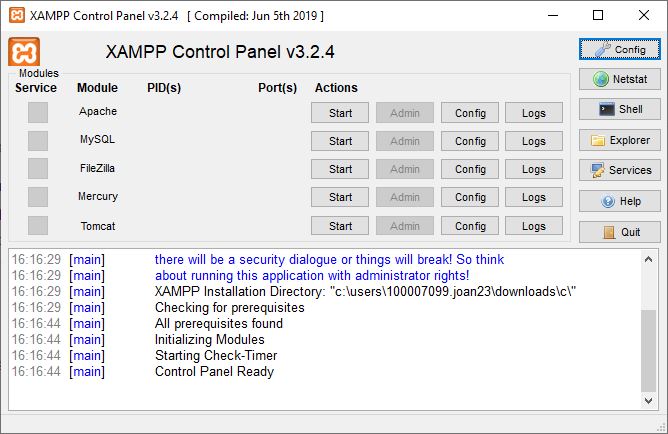 XAMPP Control Panel v3.2.4   [ Compiled: Jun 5th 2019 ]
XAMPP Control Panel v3.2.4
Config
Modules
Service Module PID(s) Port(s) Actions
Netstat
Apache Start Admin Config Logs
Shell
MySQL Start Admin Config Logs
Explorer
FileZilla Start Admin Config Logs
Services
Mercury Start Admin Config Logs
Help
Tomcat Start Admin Config Logs
Quit
16:16:29 [main] there will be a security dialogue or things will break! So think
16:16:29 [main] about running this application with administrator rights!
16:16:29 [main] XAMPP Installation Directory: "c:\users\100007099.joan23\downloads\c\"
16:16:29 [main] Checking for prerequisites
16:16:44 [main] All prerequisites found
16:16:44 [main] Initializing Modules
16:16:44 [main] Starting Check-Timer
16:16:44 [main] Control Panel Ready